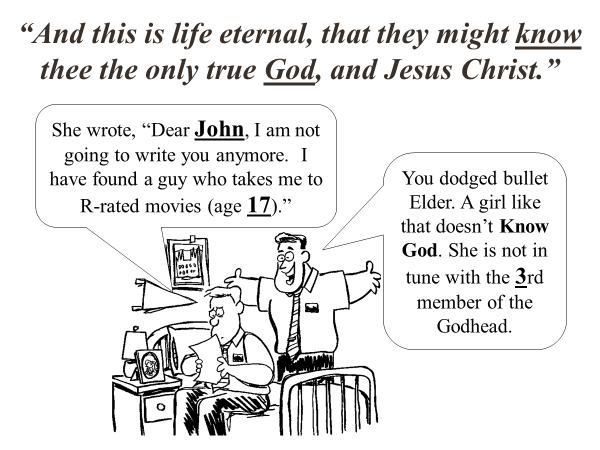 “And this is life eternal, that they might know
thee the only true God, and Jesus Christ.”
She wrote, “Dear John, I am not
going to write you anymore.  I
have found a guy who takes me to
R-rated movies (age 17).”
You dodged bullet
Elder. A girl like
that doesn’t Know
God. She is not in
tune with the 3rd
member of the
Godhead.